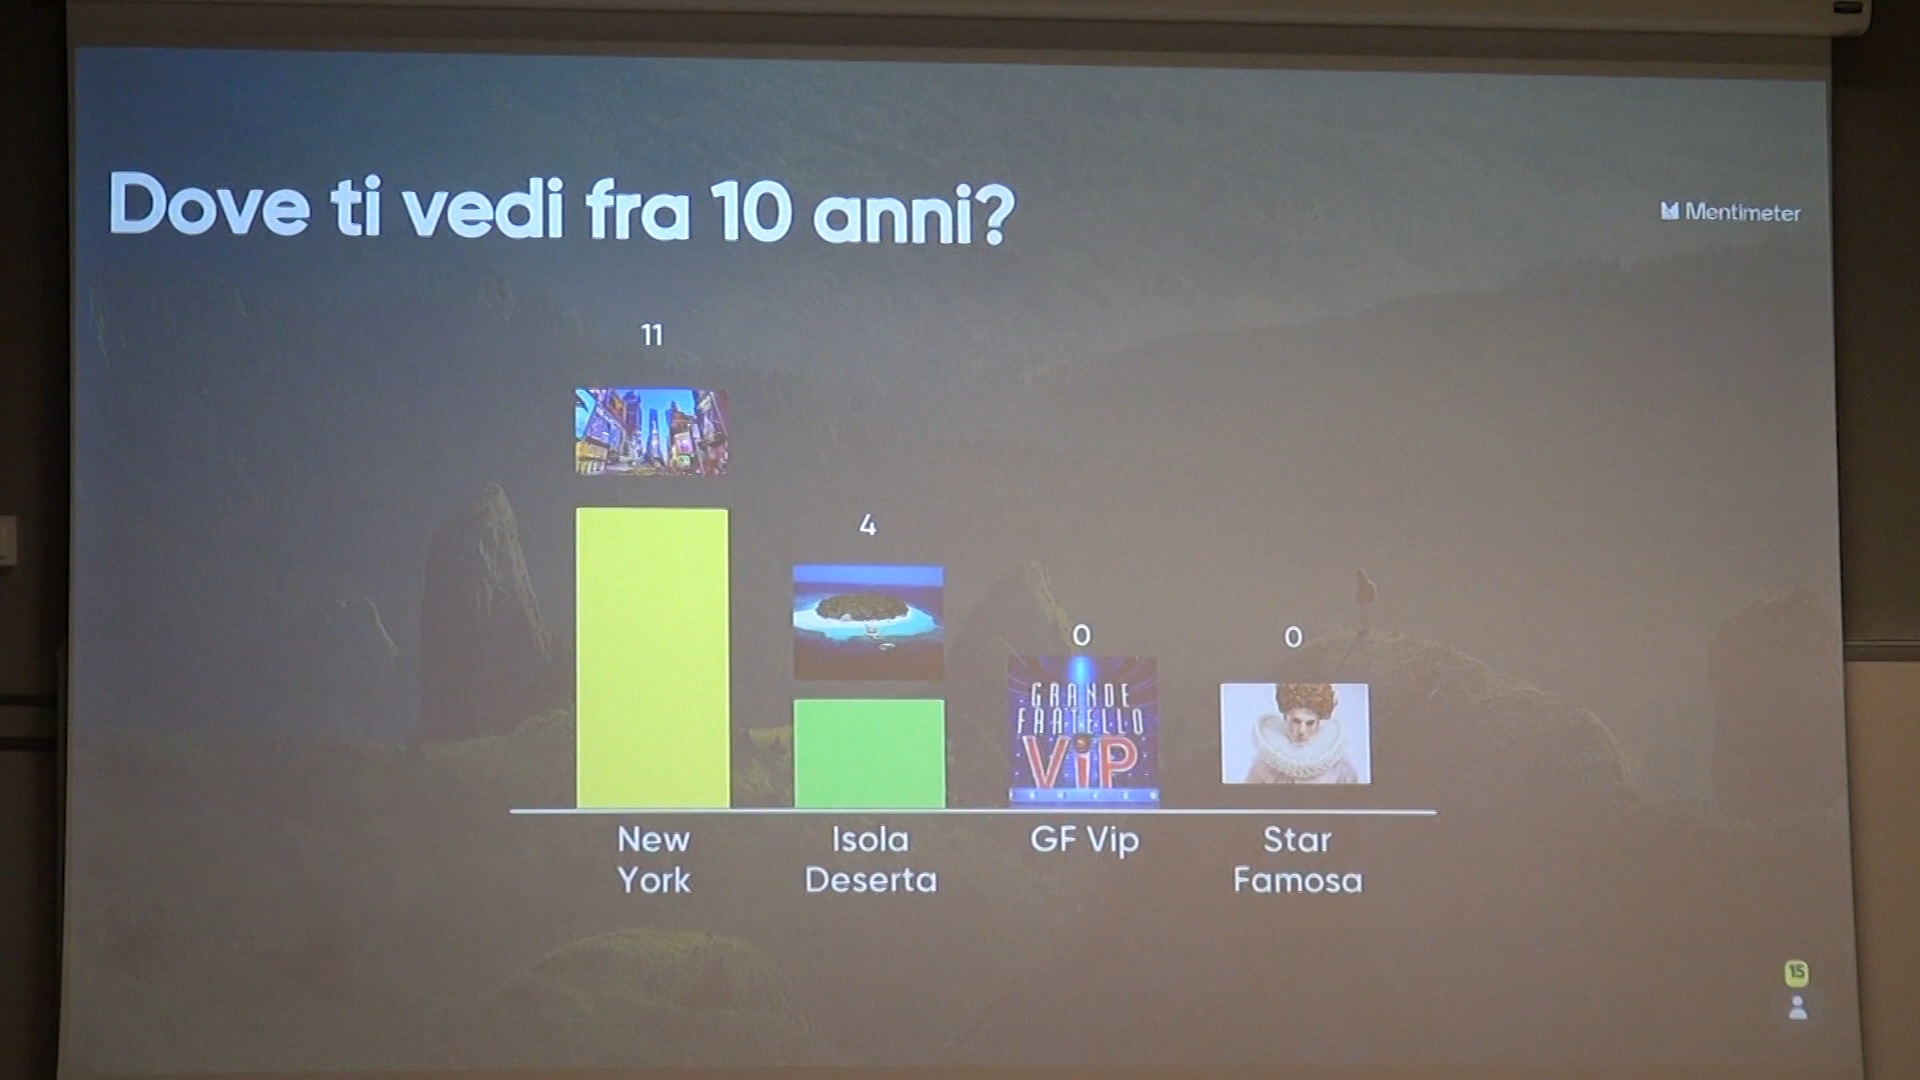 Dove ti vedi fra 10 anni?
Mentimeter
11
4
0
0
GRANDE
FRATELLO
ViP
New
York
Isola
Deserta
GF Vip
Star
Famosa
15